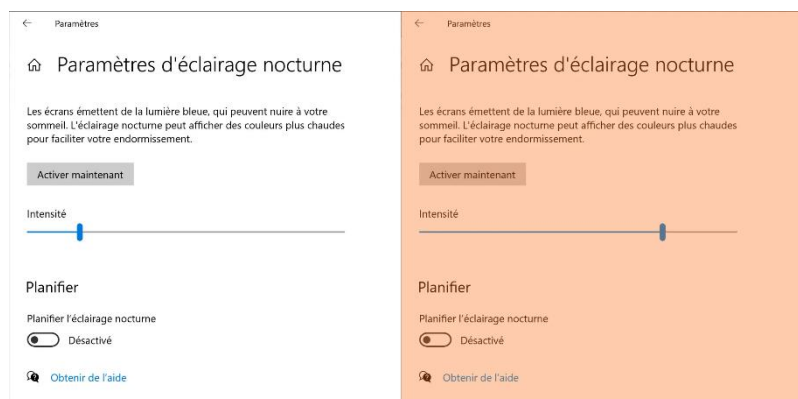 Paramètres
Paramètres d'éclairage nocturne
Les écrans émettent de la lumière bleue, qui peuvent nuire à votre
sommeil. L'éclairage nocturne peut afficher des couleurs plus chaudes
pour faciliter votre endormissement.
Activer maintenant
Intensité
Planifier
Planifier l'éclairage nocturne
Désactivé
Obtenir de l'aide
Paramètres
Paramètres d'éclairage nocturne
Les écrans émettent de la lumière bleue, qui peuvent nuire à votre
sommeil. L'éclairage nocturne peut afficher des couleurs plus chaudes
pour faciliter votre endormissement.
Activer maintenant
Intensité
Planifier
Planifier l'éclairage nocturne
Désactivé
Obtenir de l'aide